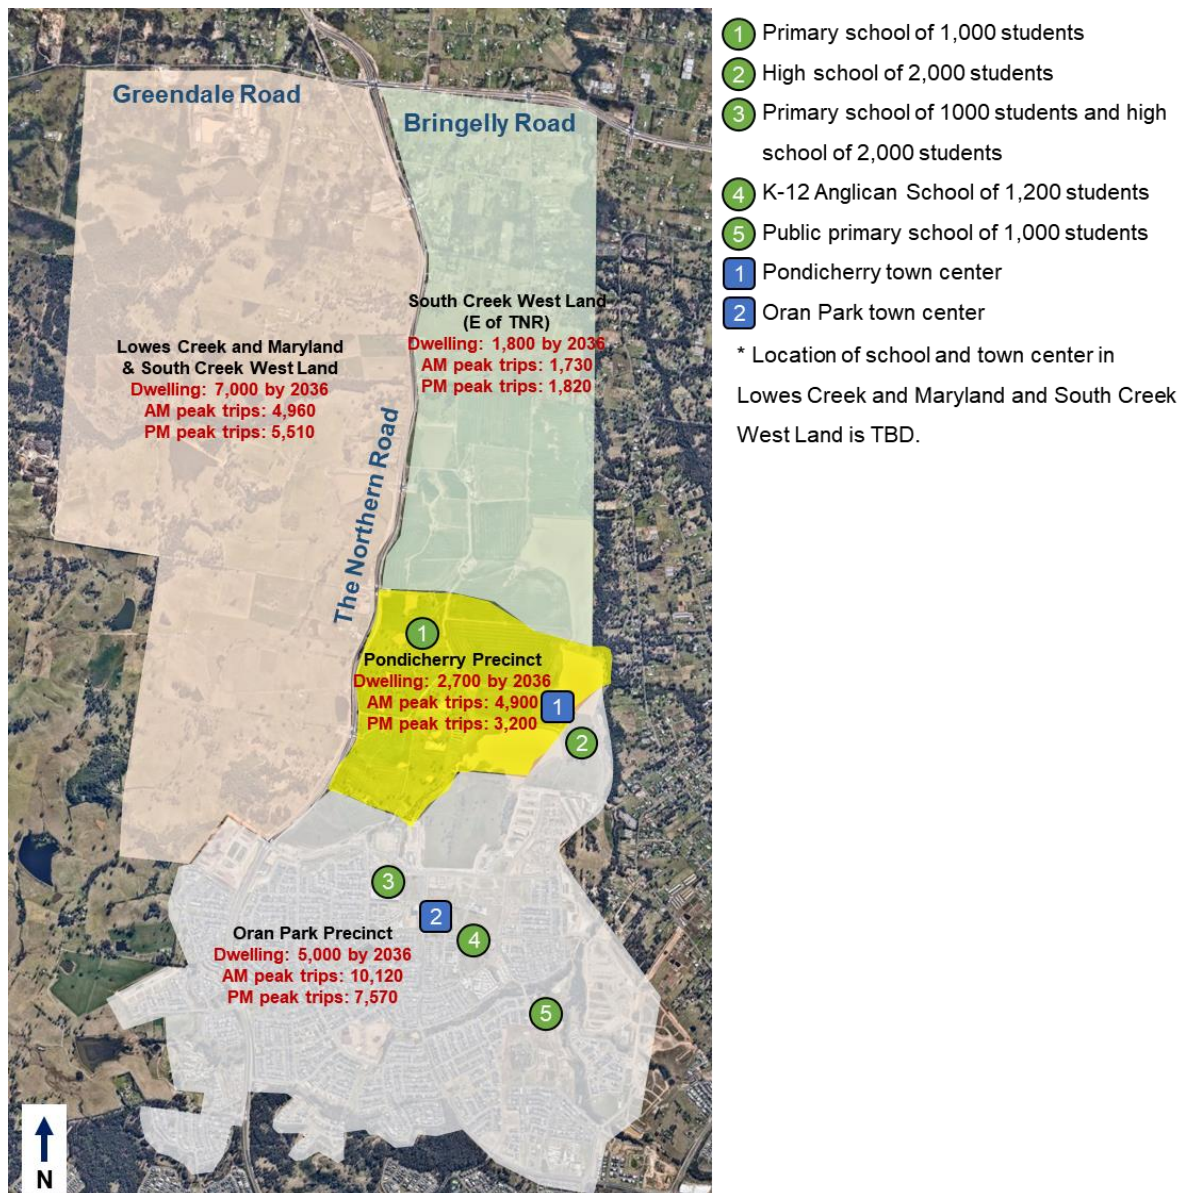 Greendale Road
Bringelly Road
The Northern Road
South Creek West Land
(E of TNR)
Dwelling: 1,800 by 2036
AM peak trips: 1,730
PM peak trips: 1,820
Lowes Creek and Maryland
& South Creek West Land
Dwelling: 7,000 by 2036
AM peak trips: 4,960
PM peak trips: 5,510
1
Pondicherry Precinct
Dwelling: 2,700 by 2036
AM peak trips: 4,900
PM peak trips: 3,200
1
2
3
2
4
Oran Park Precinct
Dwelling: 5,000 by 2036
AM peak trips: 10,120
PM peak trips: 7,570
5
N
1 Primary school of 1,000 students
2 High school of 2,000 students
3 Primary school of 1000 students and high
school of 2,000 students
4 K-12 Anglican School of 1,200 students
5 Public primary school of 1,000 students
1 Pondicherry town center
2 Oran Park town center
* Location of school and town center in
Lowes Creek and Maryland and South Creek
West Land is TBD.